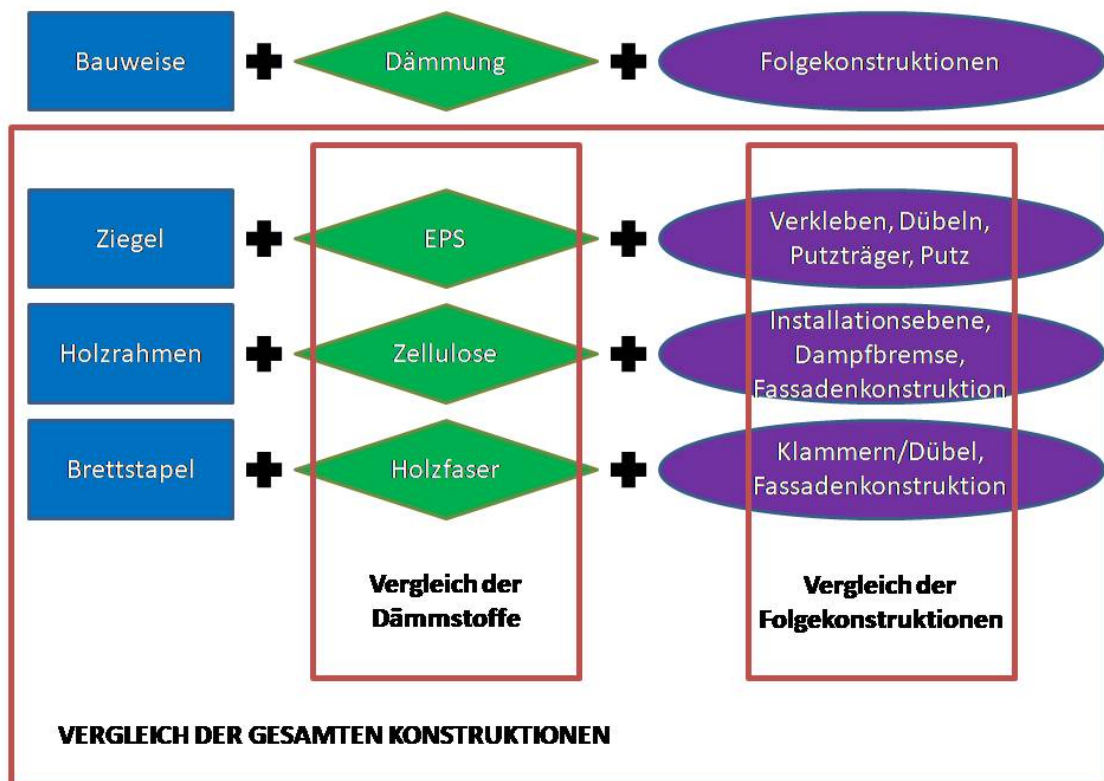 Bauweise
Dämmung
Folgekonstruktionen
Ziegel
EPS
Verkleben, Dübeln,
Putzträger, Putz
Holzrahmen
Zellulose
Installationsebene,
Dampfbremse,
Fassadenkonstruktion
Brettstapel
Holzfaser
Klammern/Dübel,
Fassadenkonstruktion
Vergleich der
Dämmstoffe
Vergleich der
Folgekonstruktionen
VERGLEICH DER GESAMTEN KONSTRUKTIONEN